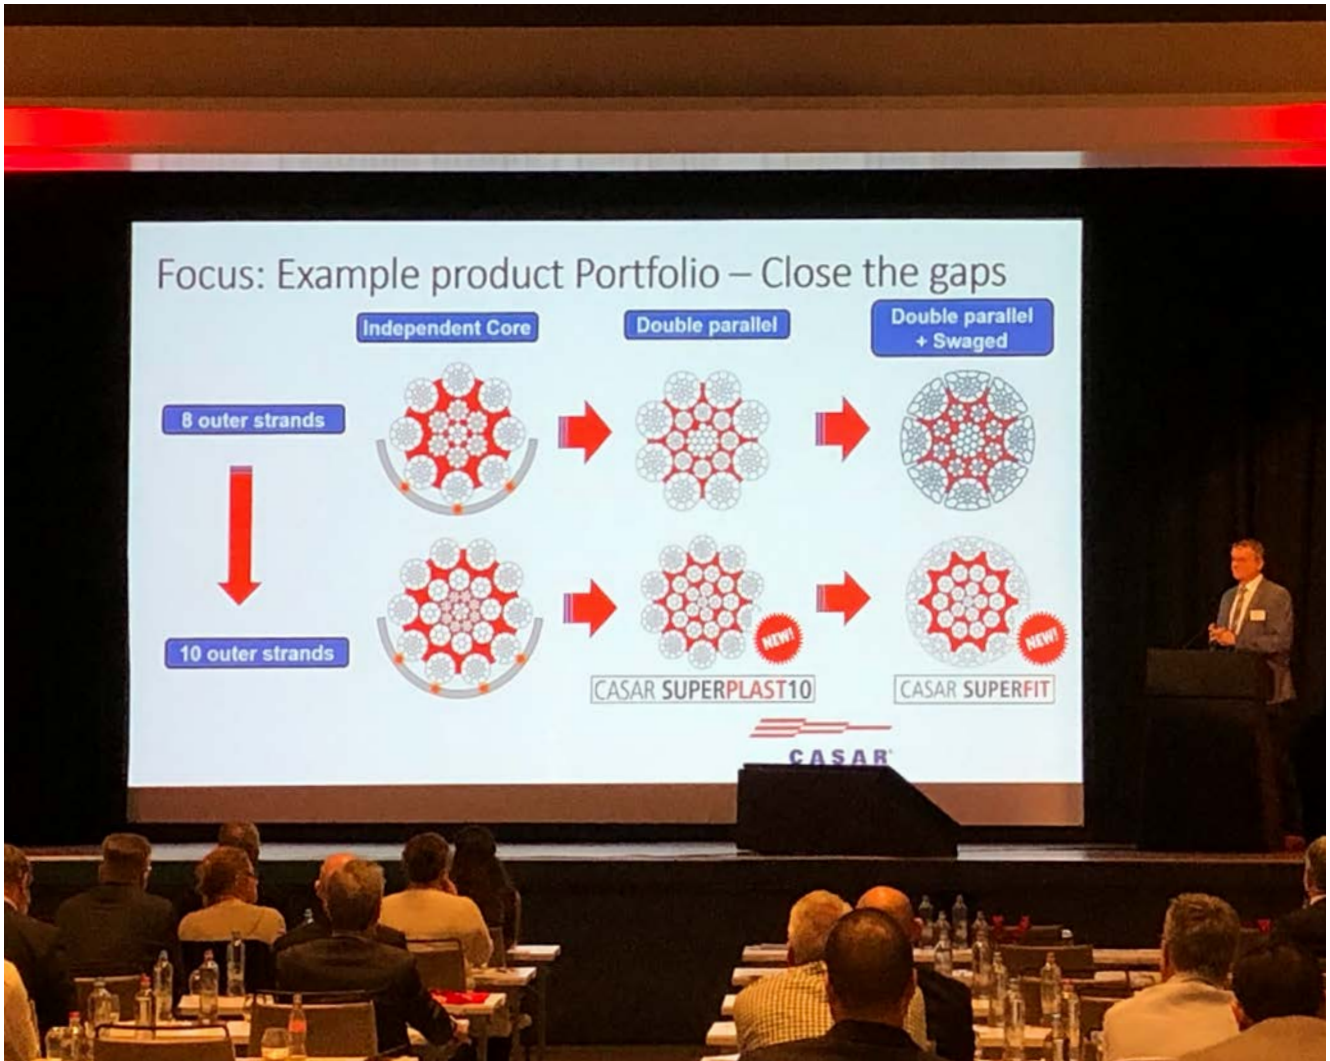 Focus: Example product Portfolio – Close the gaps
Independent Core
Double parallel
Double parallel
+ Swaged
8 outer strands
10 outer strands
NEW!
NEW!
CASAR SUPERPLAST10
CASAR SUPERFIT
CASAR